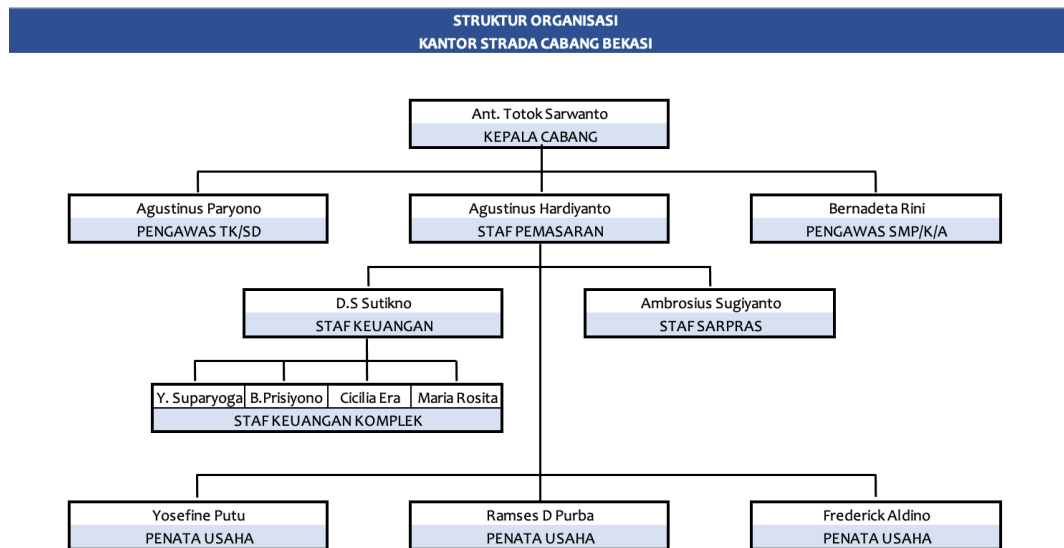 STRUKTUR ORGANISASI
KANTOR STRADA CABANG BEKASI
Ant. Totok Sarwanto
KEPALA CABANG
Agustinus Paryono
PENGAWAS TK/SD
Agustinus Hardiyanto
STAF PEMASARAN
Bernadeta Rini
PENGAWAS SMP/K/A
D.S Sutikno
STAF KEUANGAN
Ambrosius Sugiyanto
STAF SARPRAS
Y. Suparyoga
B.Prisiyono
Cicilia Era
Maria Rosita
STAF KEUANGAN KOMPLEK
Yosefine Putu
PENATA USAHA
Ramses D Purba
PENATA USAHA
Frederick Aldino
PENATA USAHA